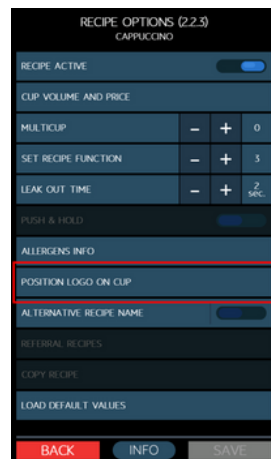 RECIPE OPTIONS (2.2.3)
CAPPUCCINO
RECIPE ACTIVE
CUP VOLUME AND PRICE
MULTICUP - + 0
SET RECIPE FUNCTION - + 3
LEAK OUT TIME - + 2 sec.
PUSH & HOLD
ALLERGENS INFO
POSITION LOGO ON CUP
ALTERNATIVE RECIPE NAME
REFERRAL RECIPES
COPY RECIPE
LOAD DEFAULT VALUES
BACK INFO SAVE